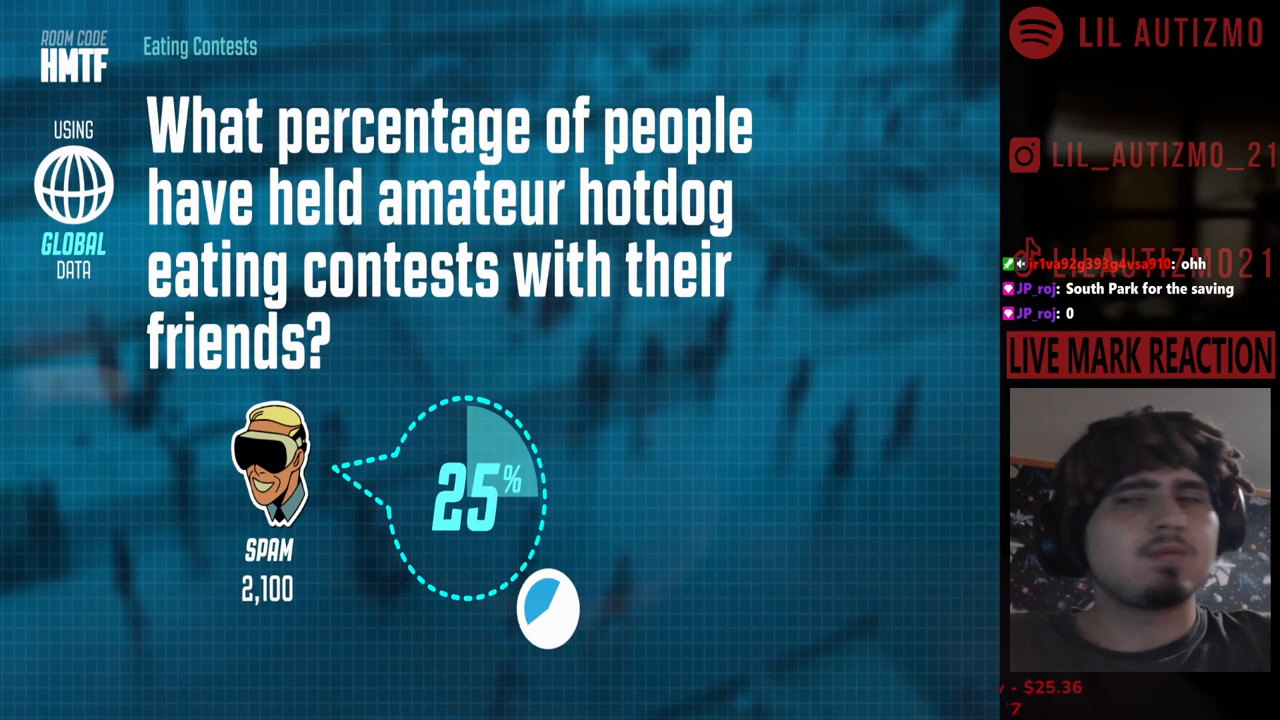 ROOM CODE
HMTF
Eating Contests
USING
GLOBAL
DATA
What percentage of people
have held amateur hotdog
eating contests with their
friends?
25%
SPAM
2,100
LIL AUTIZMO
LIL_AUTIZMO_21
LILAUTIZMO21
ir1va92g393g4vsa910: ohh
JP_roj: South Park for the saving
JP_roj: 0
LIVE MARK REACTION
- $25.36